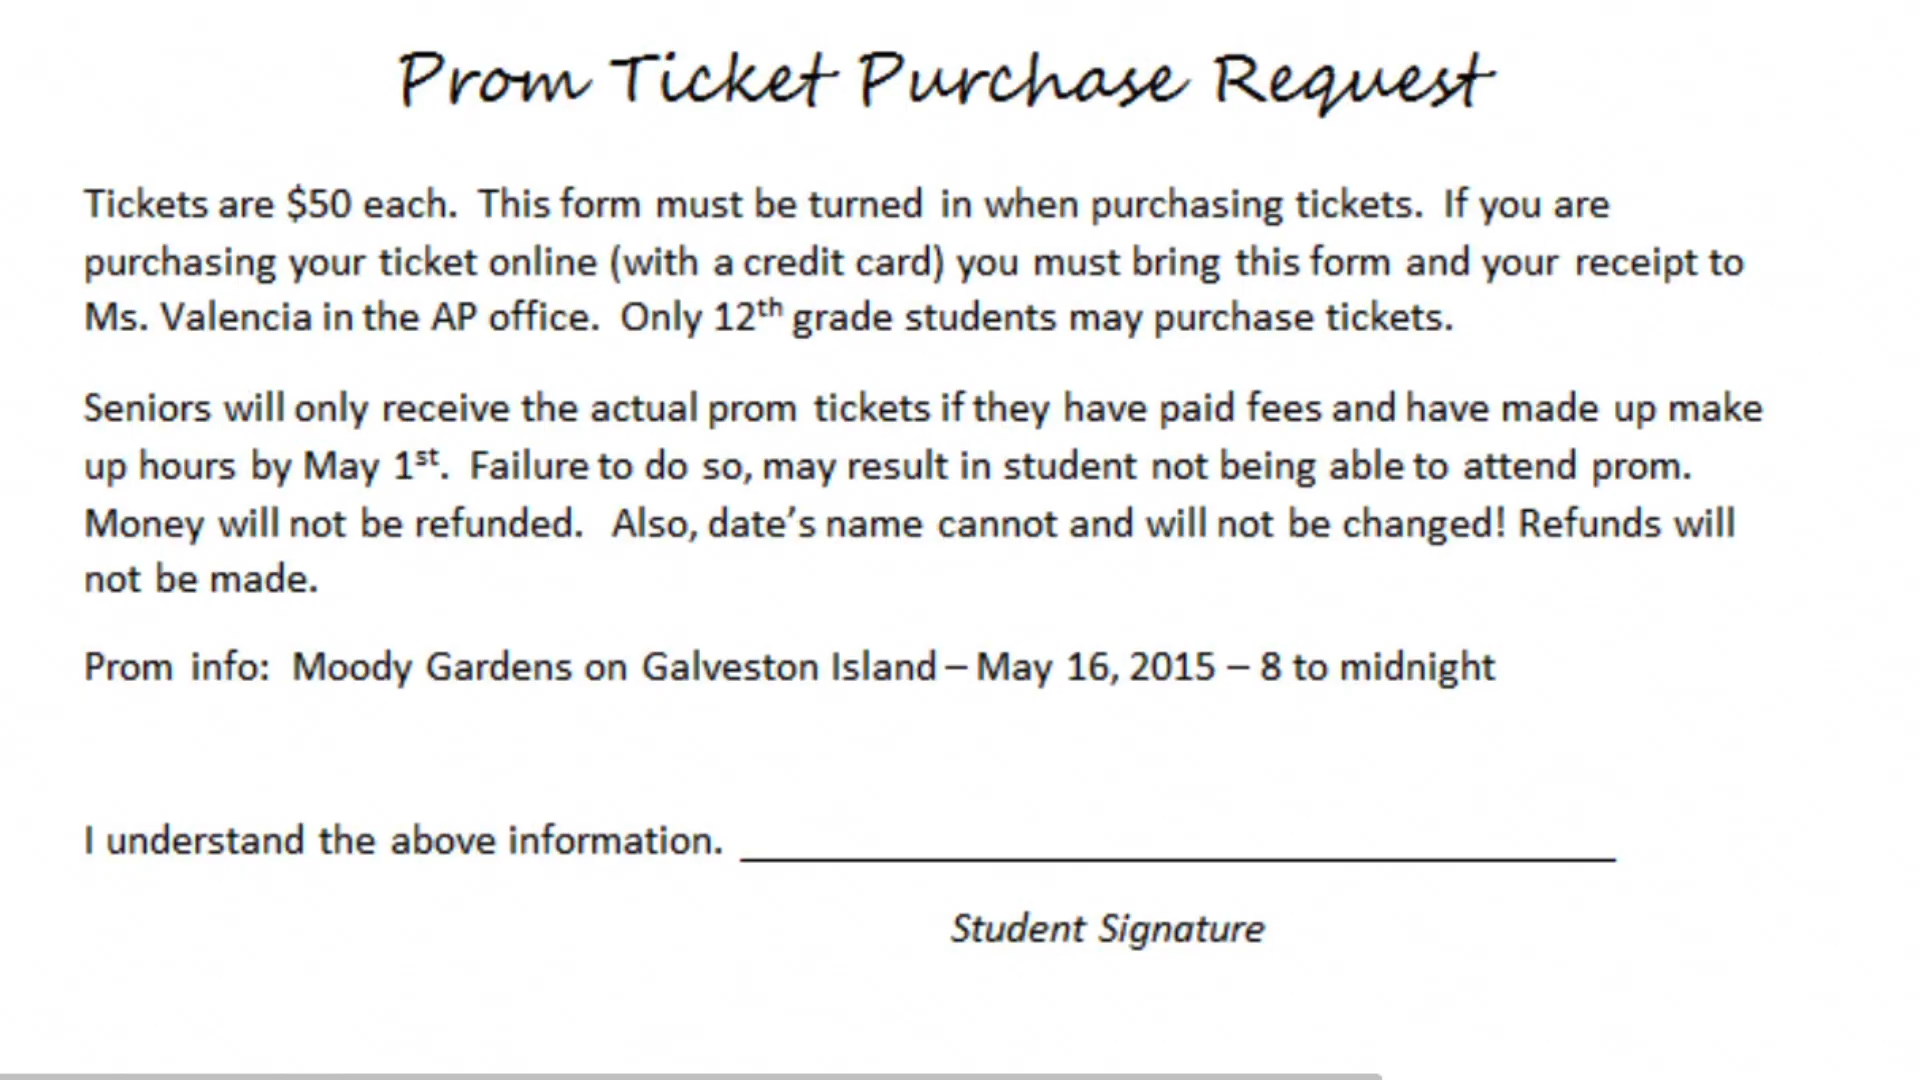 Prom Ticket Purchase Request
Tickets are $50 each. This form must be turned in when purchasing tickets. If you are
purchasing your ticket online (with a credit card) you must bring this form and your receipt to
Ms. Valencia in the AP office. Only 12th grade students may purchase tickets.
Seniors will only receive the actual prom tickets if they have paid fees and have made up make
up hours by May 1st. Failure to do so, may result in student not being able to attend prom.
Money will not be refunded. Also, date’s name cannot and will not be changed! Refunds will
not be made.
Prom info: Moody Gardens on Galveston Island – May 16, 2015 – 8 to midnight
I understand the above information.
Student Signature